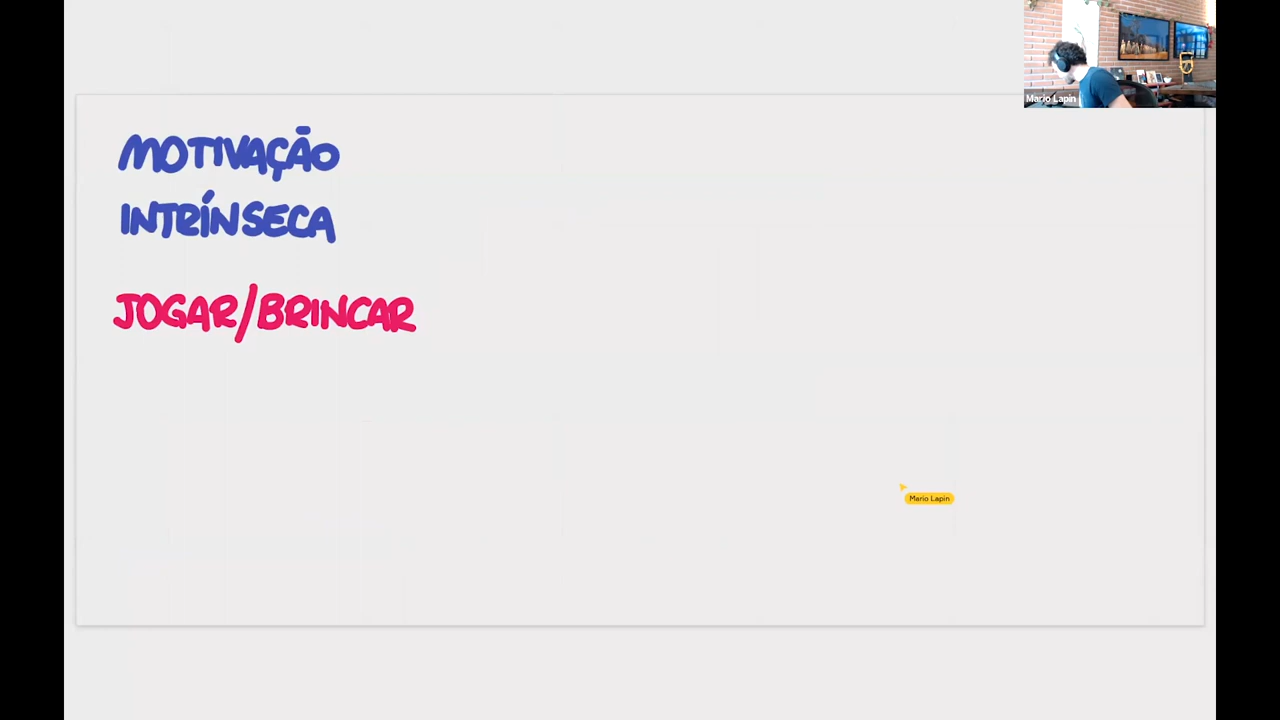 Mario Lapin
MOTIVAÇÃO
INTRÍNSECA
JOGAR/BRINCAR
Mario Lapin